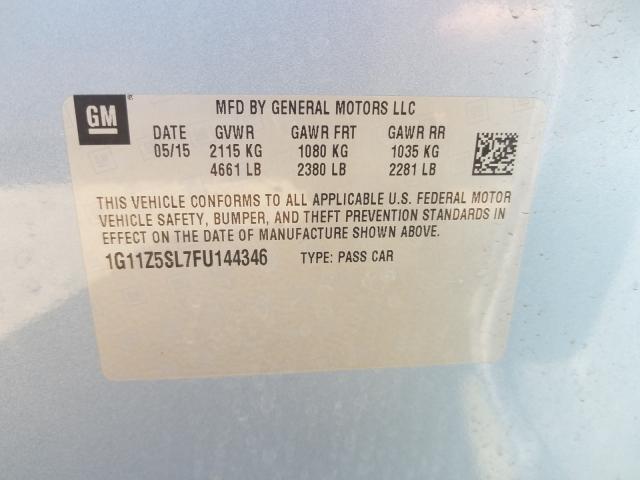 GM
MFD BY GENERAL MOTORS LLC
DATE GVWR GAWR FRT GAWR RR
05/15 2115 KG 1080 KG 1035 KG
4661 LB 2380 LB 2281 LB
THIS VEHICLE CONFORMS TO ALL APPLICABLE U.S. FEDERAL MOTOR
VEHICLE SAFETY, BUMPER, AND THEFT PREVENTION STANDARDS IN
EFFECT ON THE DATE OF MANUFACTURE SHOWN ABOVE.
1G11Z5SL7FU144346 TYPE: PASS CAR